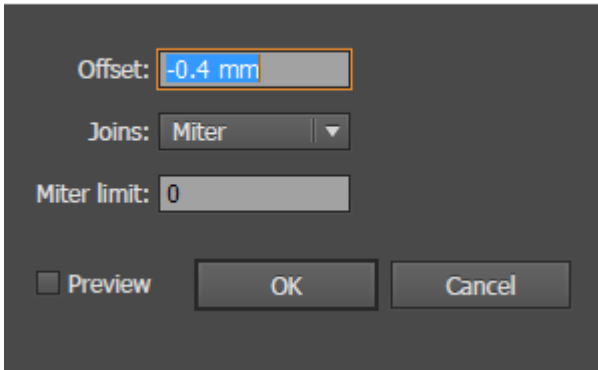 Offset: -0.4 mm
Joins: Miter
Miter limit: 0
Preview OK Cancel